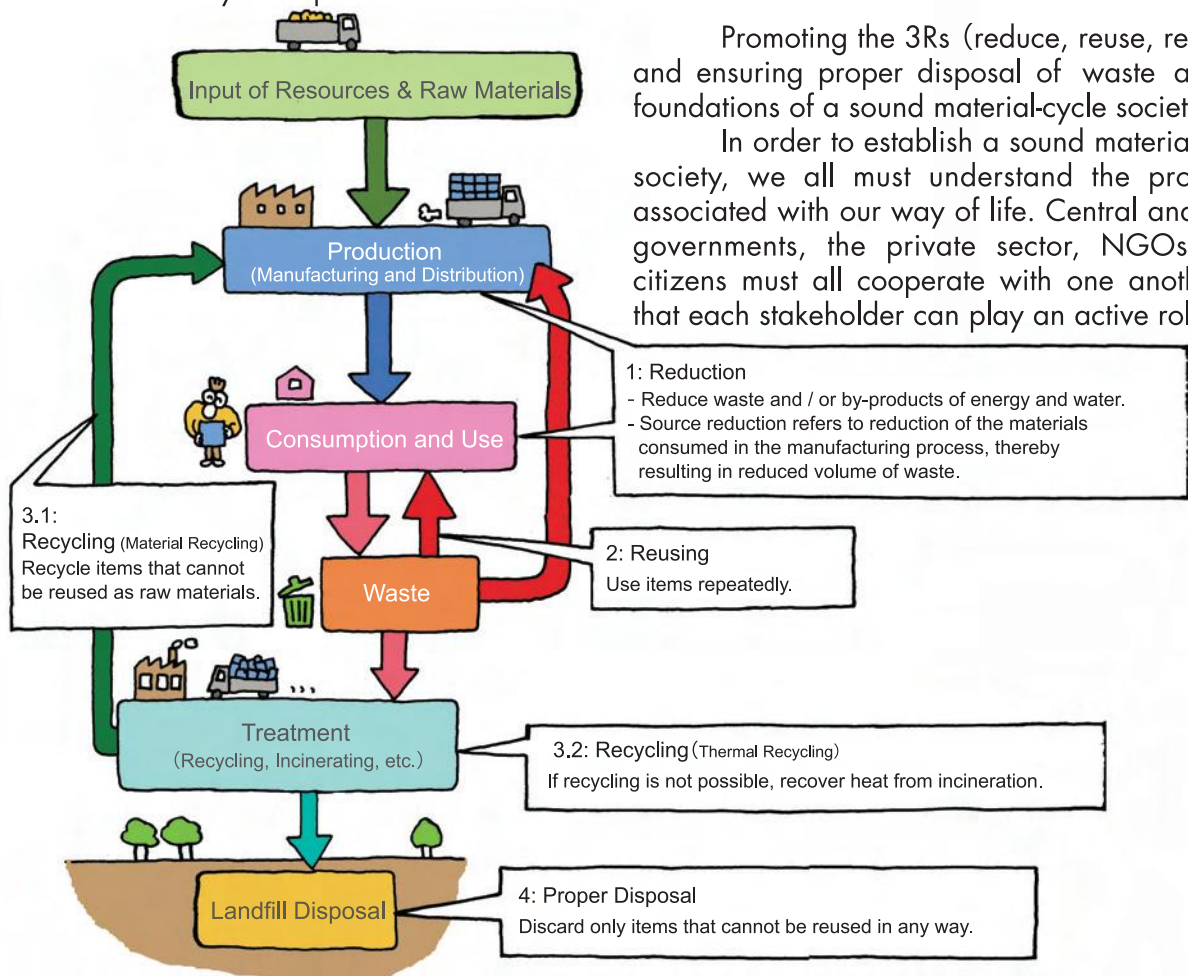 Promoting the 3Rs (reduce, reuse, re
and ensuring proper disposal of waste a
foundations of a sound material-cycle societ
In order to establish a sound materia
society, we all must understand the pro
associated with our way of life. Central and
governments, the private sector, NGOs
citizens must all cooperate with one anoth
that each stakeholder can play an active rol
Input of Resources & Raw Materials
Production
(Manufacturing and Distribution)
1: Reduction
- Reduce waste and / or by-products of energy and water.
- Source reduction refers to reduction of the materials
consumed in the manufacturing process, thereby
resulting in reduced volume of waste.
Consumption and Use
3.1:
Recycling (Material Recycling)
Recycle items that cannot
be reused as raw materials.
2: Reusing
Use items repeatedly.
Waste
Treatment
(Recycling, Incinerating, etc.)
3.2: Recycling (Thermal Recycling)
If recycling is not possible, recover heat from incineration.
Landfill Disposal
4: Proper Disposal
Discard only items that cannot be reused in any way.